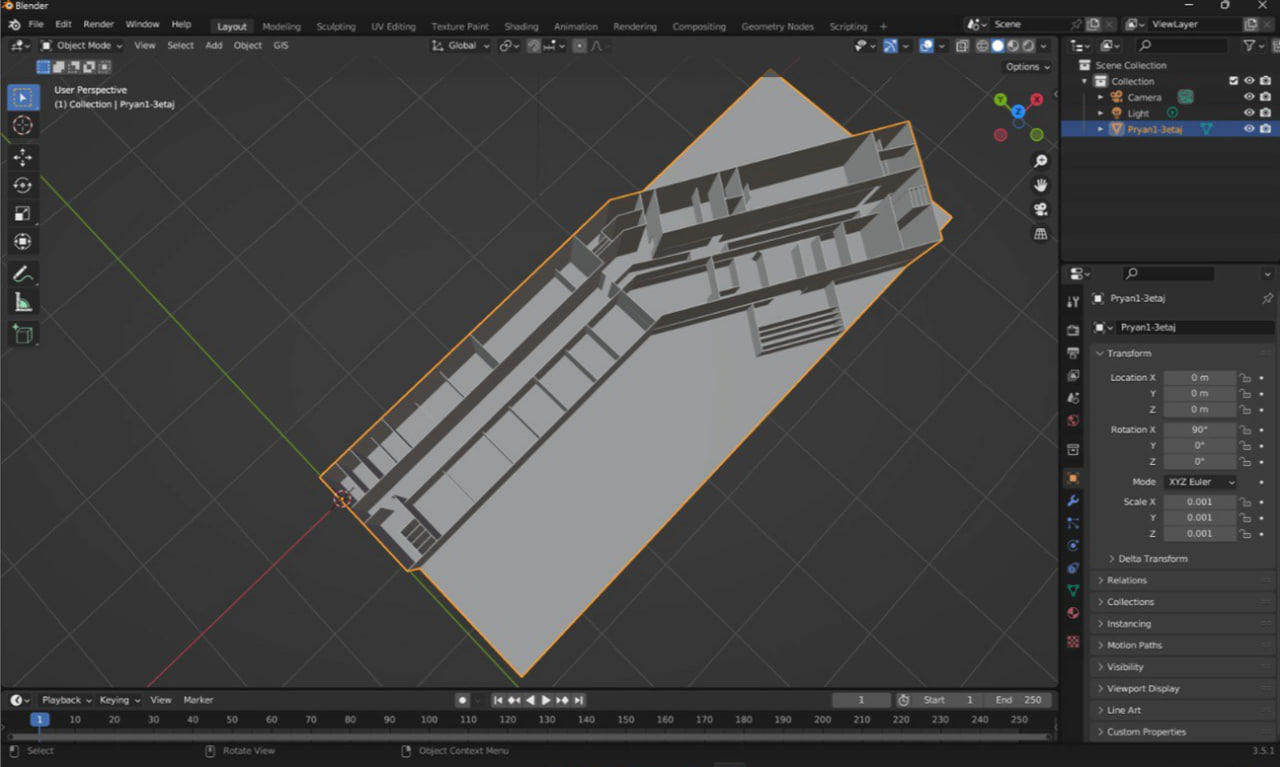 Blender
File Edit Render Window Help Layout Modeling Sculpting UV Editing Texture Paint Shading Animation Rendering Compositing Geometry Nodes Scripting + Scene ViewLayer
Object Mode View Select Add Object GIS Global
Options
User Perspective
(1) Collection | Pryan1-3etaj
Y X Z
Scene Collection
Collection
Camera
Light
Pryan1-3etaj
Pryan1-3etaj
Pryan1-3etaj
Transform
Location X 0 m
Y 0 m
Z 0 m
Rotation X 90°
Y 0°
Z 0°
Mode XYZ Euler
Scale X 0.001
Y 0.001
Z 0.001
Delta Transform
Relations
Collections
Instancing
Motion Paths
Visibility
Viewport Display
Line Art
Custom Properties
Playback Keying View Marker 1 Start 1 End 250
1 10 20 30 40 50 60 70 80 90 100 110 120 130 140 150 160 170 180 190 200 210 220 230 240 250
Select Rotate View Object Context Menu 3.5.1